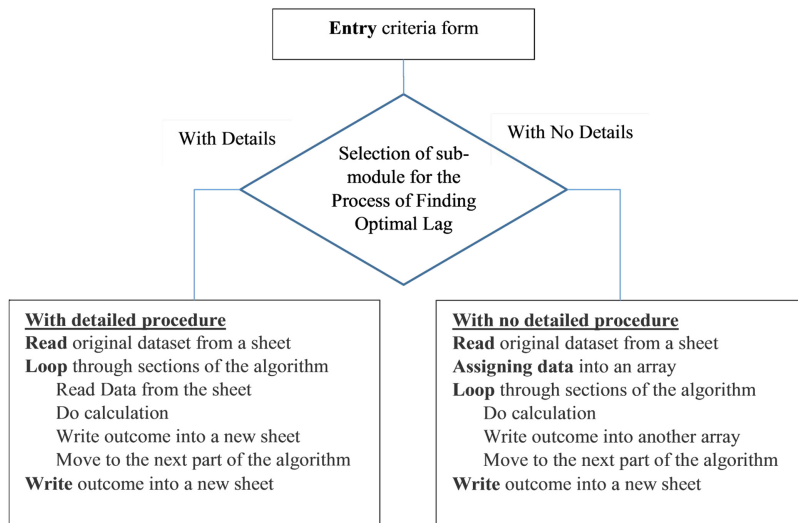 Entry criteria form
With Details
With No Details
Selection of sub-
module for the
Process of Finding
Optimal Lag
With detailed procedure
Read original dataset from a sheet
Loop through sections of the algorithm
Read Data from the sheet
Do calculation
Write outcome into a new sheet
Move to the next part of the algorithm
Write outcome into a new sheet
With no detailed procedure
Read original dataset from a sheet
Assigning data into an array
Loop through sections of the algorithm
Do calculation
Write outcome into another array
Move to the next part of the algorithm
Write outcome into a new sheet